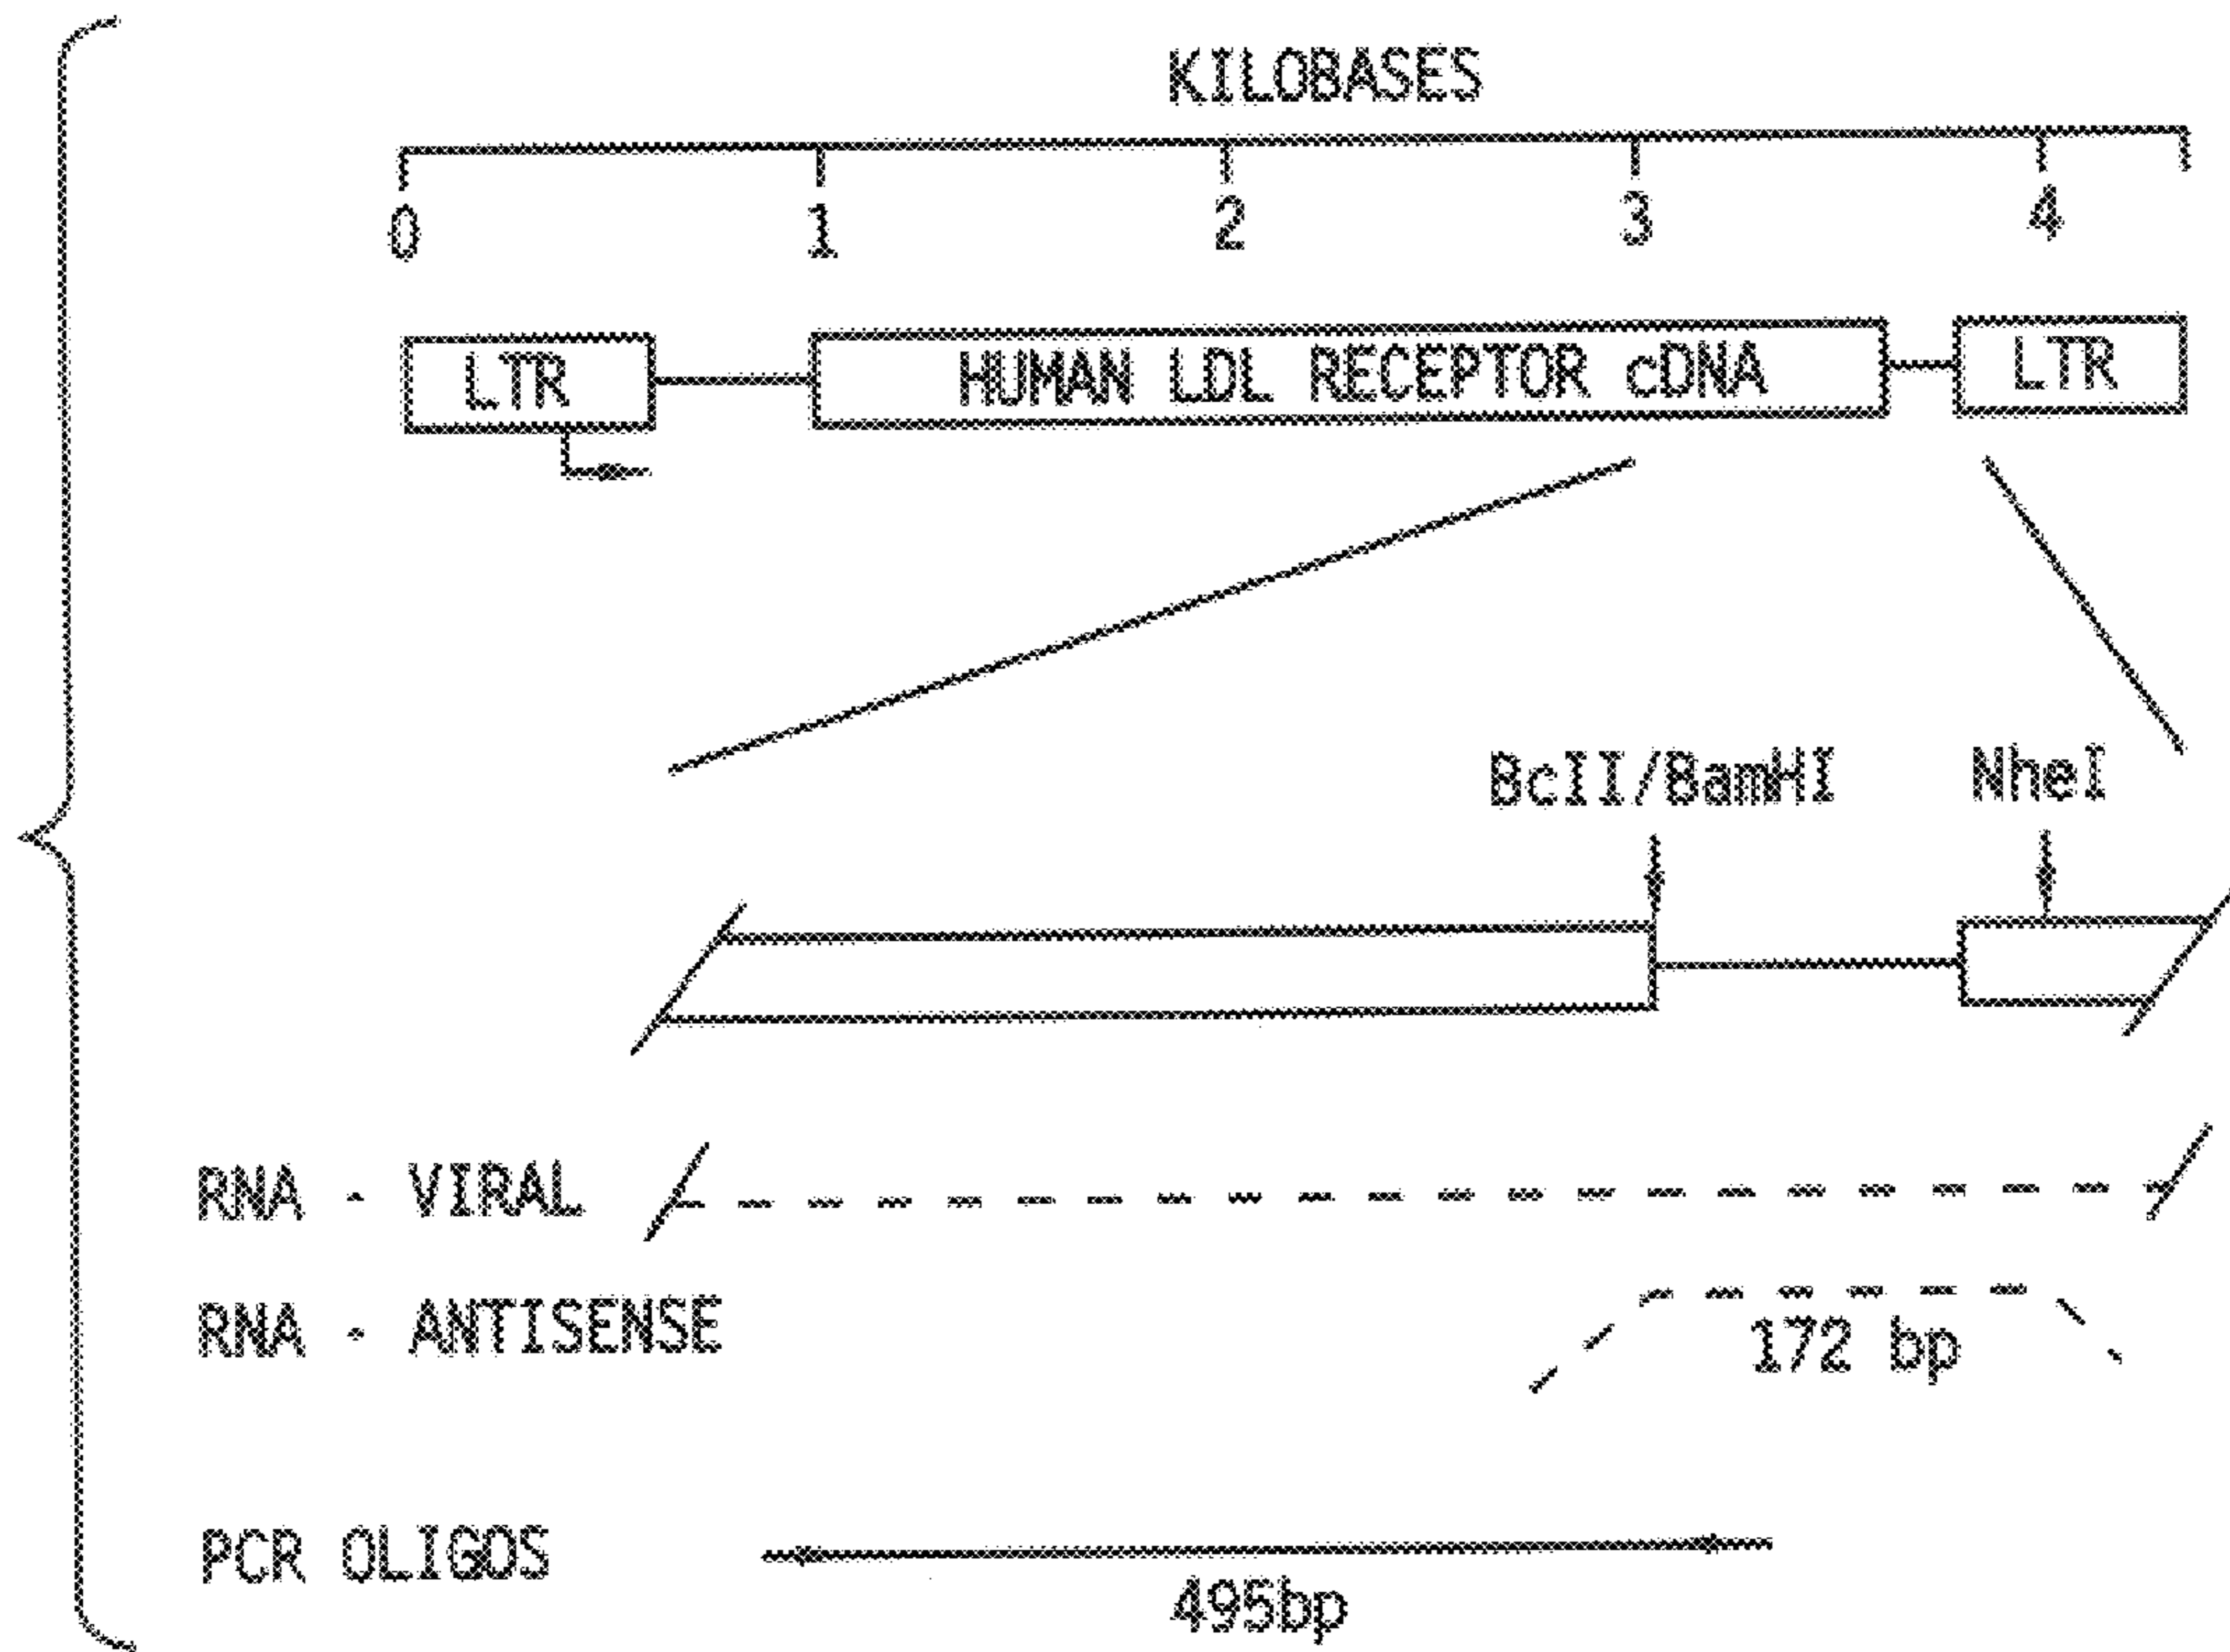 KILOBASES
0 1 2 3 4
LTR HUMAN LDL RECEPTOR cDNA LTR
BcII/BamHI NheI
RNA - VIRAL
RNA - ANTISENSE
172 bp
PCR OLIGOS
495bp